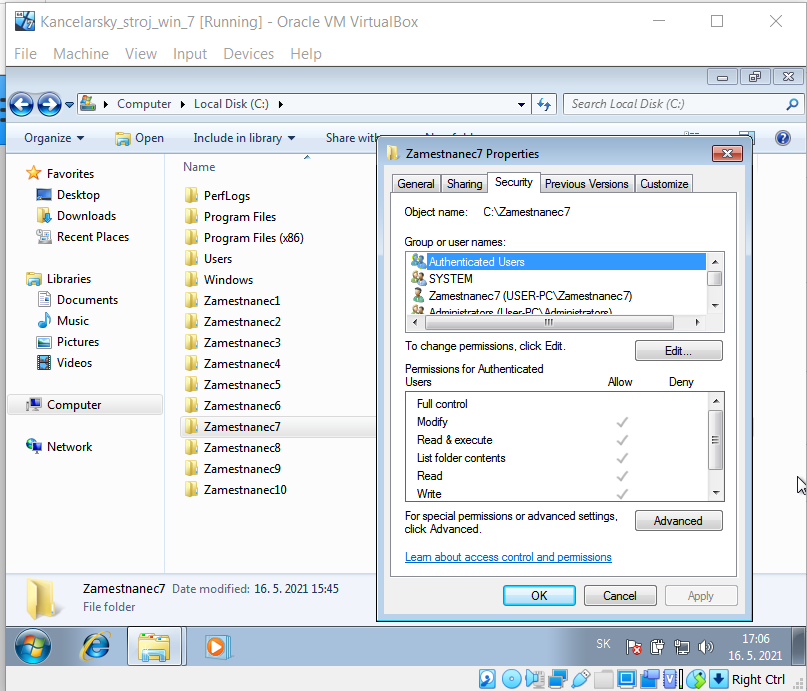 Kancelarsky_stroj_win_7 [Running] - Oracle VM VirtualBox
File Machine View Input Devices Help
Computer Local Disk (C:)
Search Local Disk (C:)
Organize Open Include in library Share with
Favorites
Desktop
Downloads
Recent Places
Libraries
Documents
Music
Pictures
Videos
Computer
Network
Name
PerfLogs
Program Files
Program Files (x86)
Users
Windows
Zamestnanec1
Zamestnanec2
Zamestnanec3
Zamestnanec4
Zamestnanec5
Zamestnanec6
Zamestnanec7
Zamestnanec8
Zamestnanec9
Zamestnanec10
Zamestnanec7 Properties
General Sharing Security Previous Versions Customize
Object name: C:\Zamestnanec7
Group or user names:
Authenticated Users
SYSTEM
Zamestnanec7 (USER-PC\Zamestnanec7)
Administrators (User-PC\Administrators)
To change permissions, click Edit.
Edit...
Permissions for Authenticated
Users Allow Deny
Full control
Modify
Read & execute
List folder contents
Read
Write
For special permissions or advanced settings,
click Advanced.
Advanced
Learn about access control and permissions
OK Cancel Apply
Zamestnanec7 Date modified: 16. 5. 2021 15:45
File folder
SK
17:06
16. 5. 2021
Right Ctrl